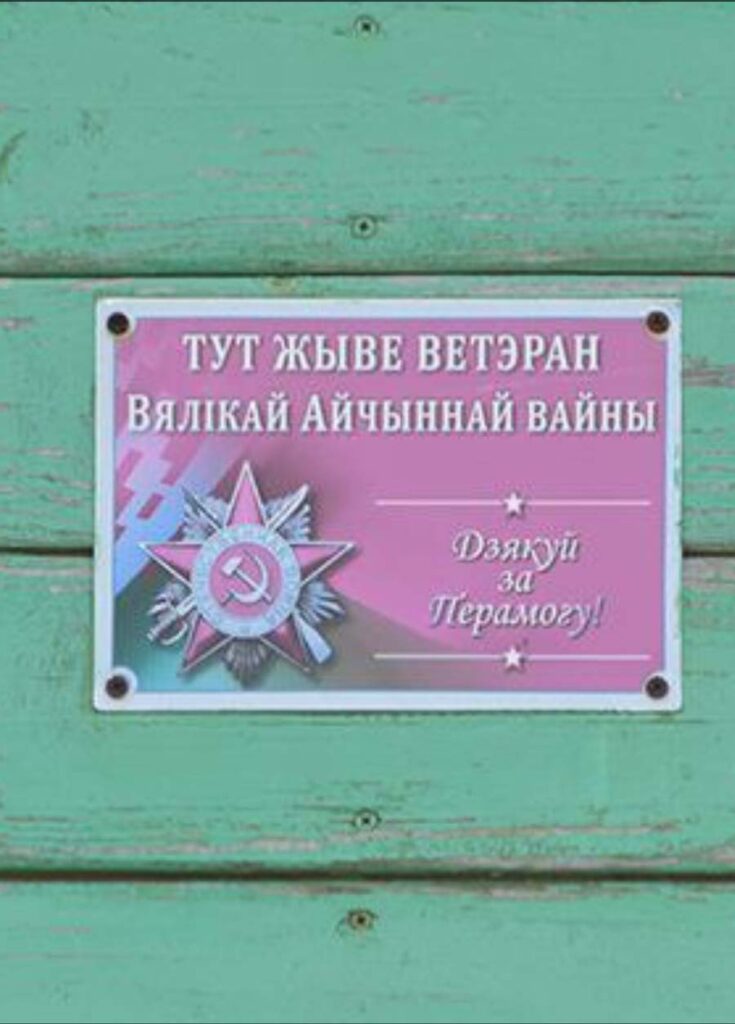 ТУТ ЖЫВЕ ВЕТЭРАН
ВЯЛІКАЙ АЙЧЫННАЙ ВАЙНЫ
Дзякуй
за
Перамогу!